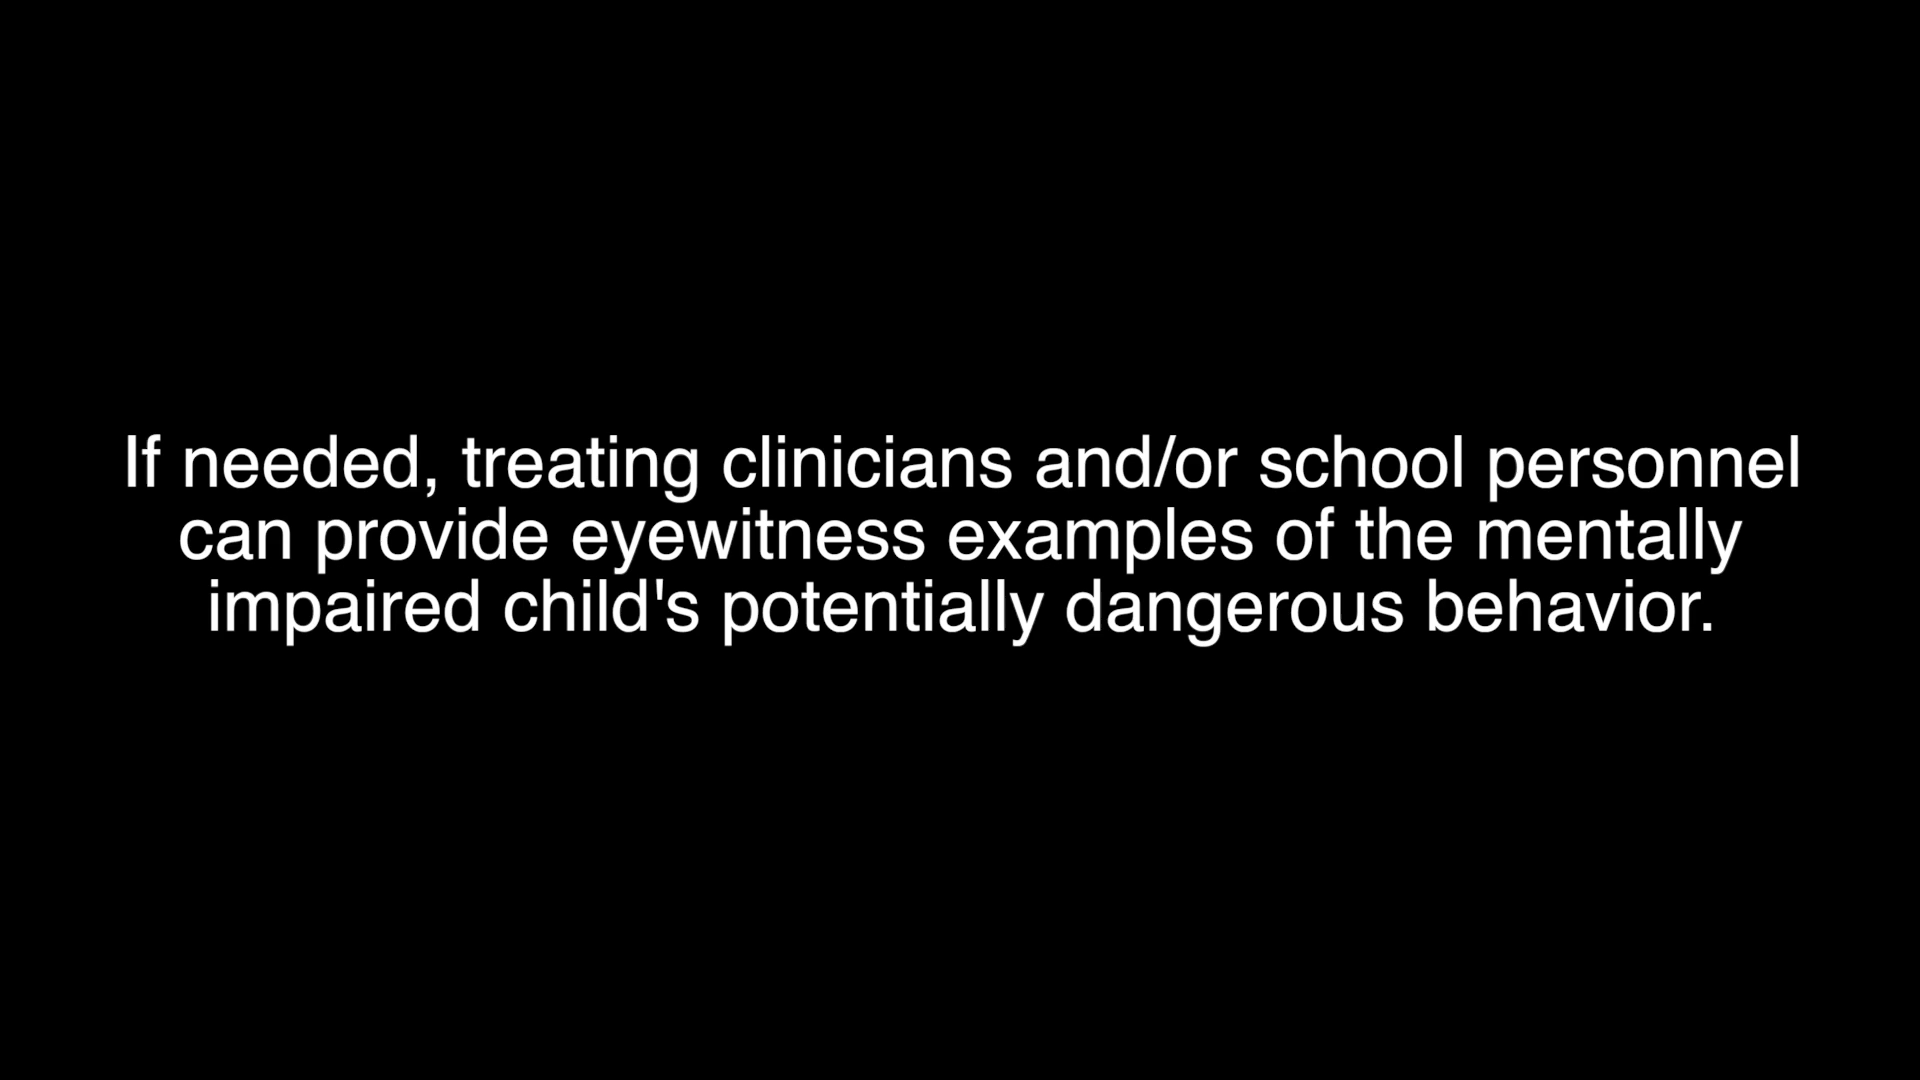 If needed, treating clinicians and/or school personnel
can provide eyewitness examples of the mentally
impaired child's potentially dangerous behavior.